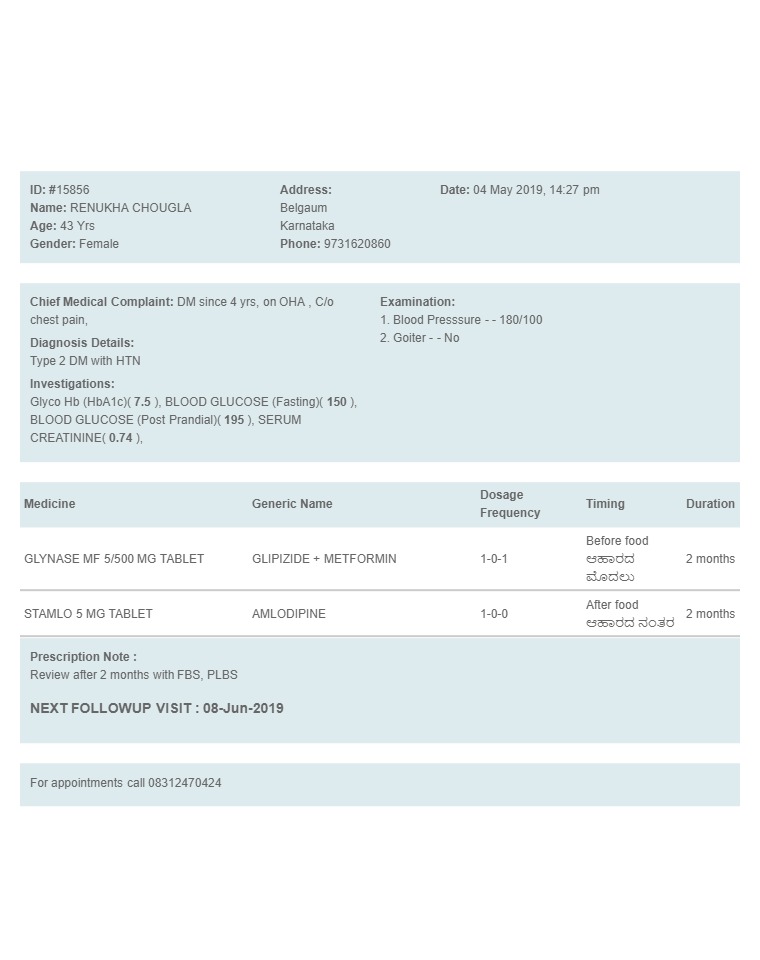 ID: #15856
Name: RENUKHA CHOUGLA
Age: 43 Yrs
Gender: Female
Address:
Belgaum
Karnataka
Phone: 9731620860
Date: 04 May 2019, 14:27 pm
Chief Medical Complaint: DM since 4 yrs, on OHA , C/o
chest pain,
Diagnosis Details:
Type 2 DM with HTN
Investigations:
Glyco Hb (HbA1c)( 7.5 ), BLOOD GLUCOSE (Fasting)( 150 ),
BLOOD GLUCOSE (Post Prandial)( 195 ), SERUM
CREATININE( 0.74 ),
Examination:
1. Blood Presssure - - 180/100
2. Goiter - - No
Medicine Generic Name Dosage Frequency Timing Duration
GLYNASE MF 5/500 MG TABLET GLIPIZIDE + METFORMIN 1-0-1 Before food ಆಹಾರದ ಮೊದಲು 2 months
STAMLO 5 MG TABLET AMLODIPINE 1-0-0 After food ಆಹಾರದ ನಂತರ 2 months
Prescription Note :
Review after 2 months with FBS, PLBS
NEXT FOLLOWUP VISIT : 08-Jun-2019
For appointments call 08312470424